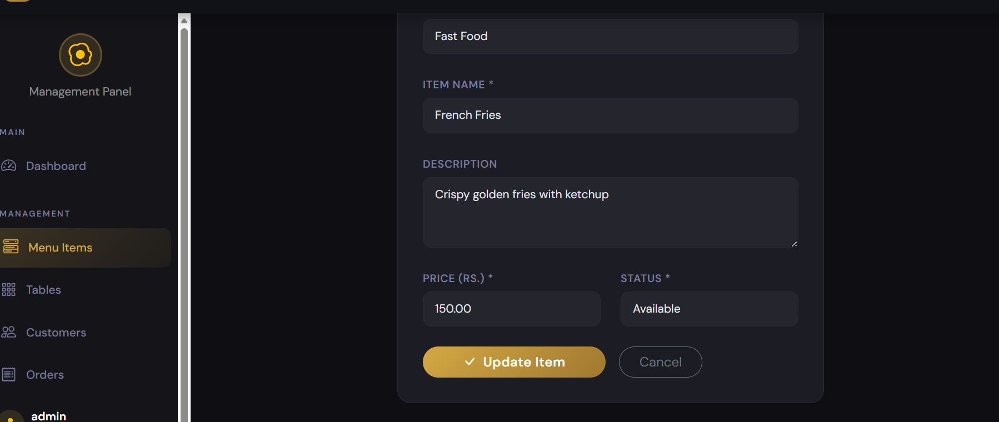 Management Panel
MAIN
Dashboard
MANAGEMENT
Menu Items
Tables
Customers
Orders
admin
Fast Food
ITEM NAME *
French Fries
DESCRIPTION
Crispy golden fries with ketchup
PRICE (RS.) *
150.00
STATUS *
Available
Update Item
Cancel